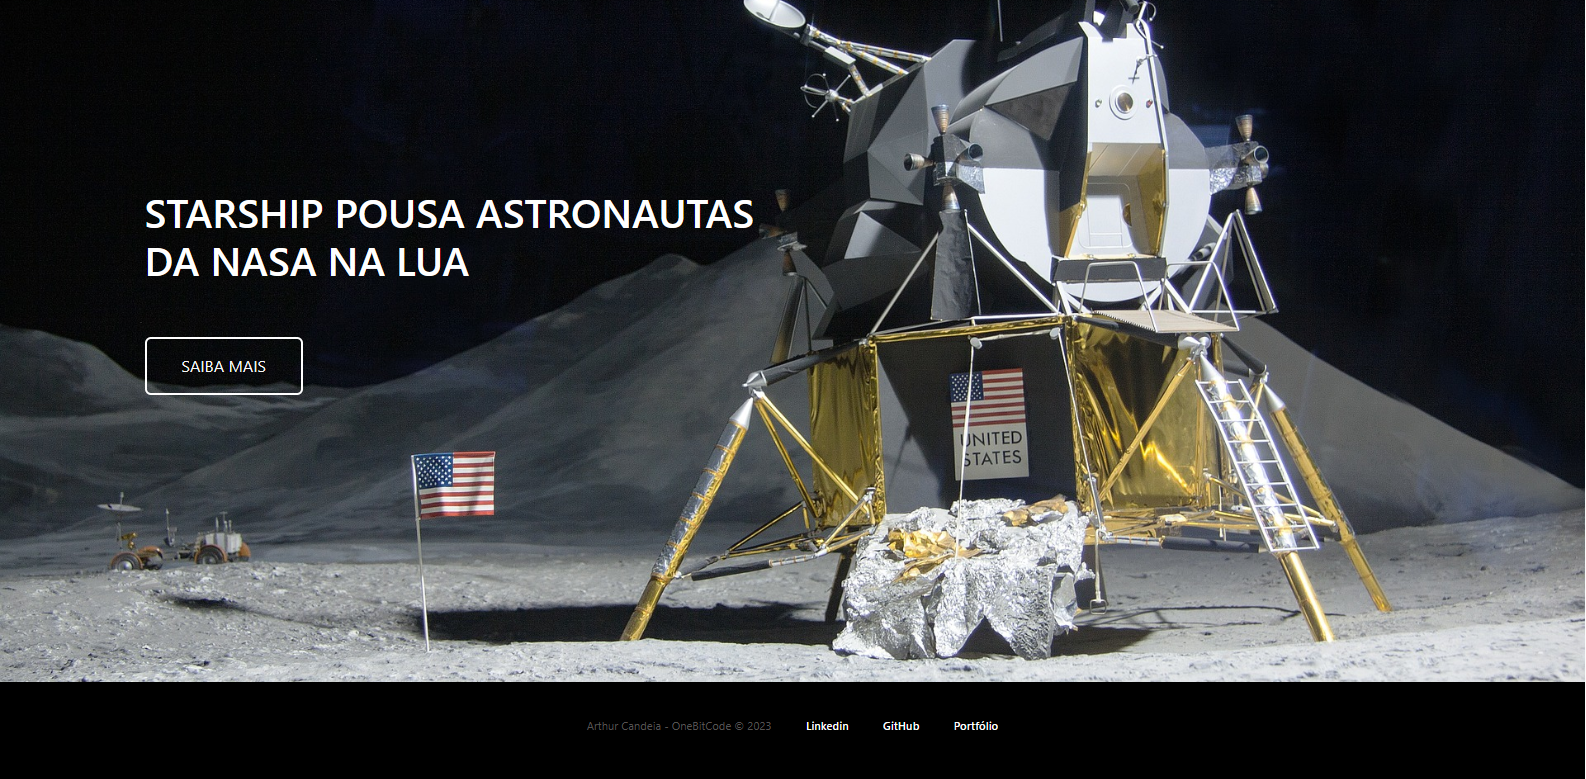 STARSHIP POUSA ASTRONAUTAS
DA NASA NA LUA
SAIBA MAIS
UNITED
STATES
Arthur Candeia - OneBitCode © 2023 Linkedin GitHub Portfólio